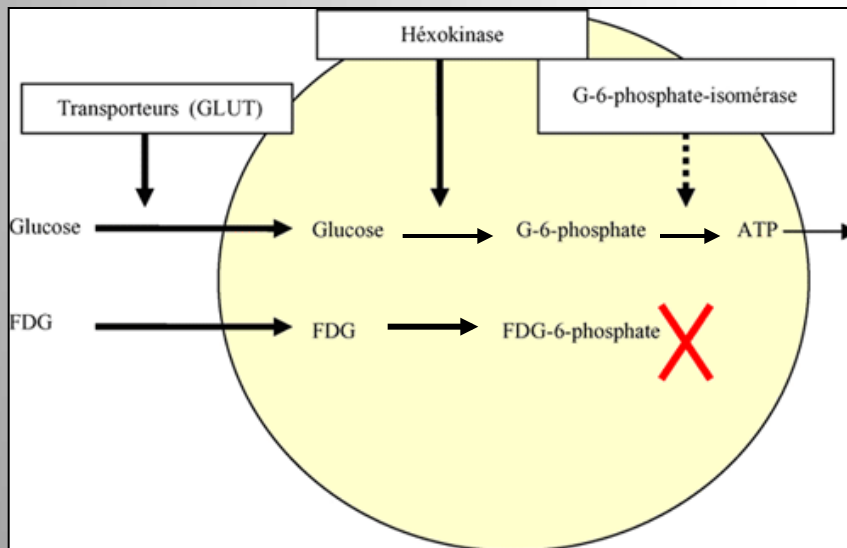 Héxokinase
G-6-phosphate-isomérase
Transporteurs (GLUT)
Glucose Glucose G-6-phosphate ATP
FDG FDG FDG-6-phosphate